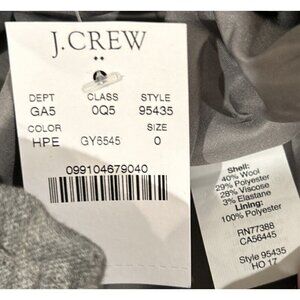 J.CREW
DEPT CLASS STYLE
GA5 0Q5 95435
COLOR SIZE
HPE GY6545 0
099104679040
Shell:
40% Wool
29% Polyester
28% Viscose
3% Elastane
Lining:
100% Polyester
RN77388
CA56445
Style 95435
HO 17